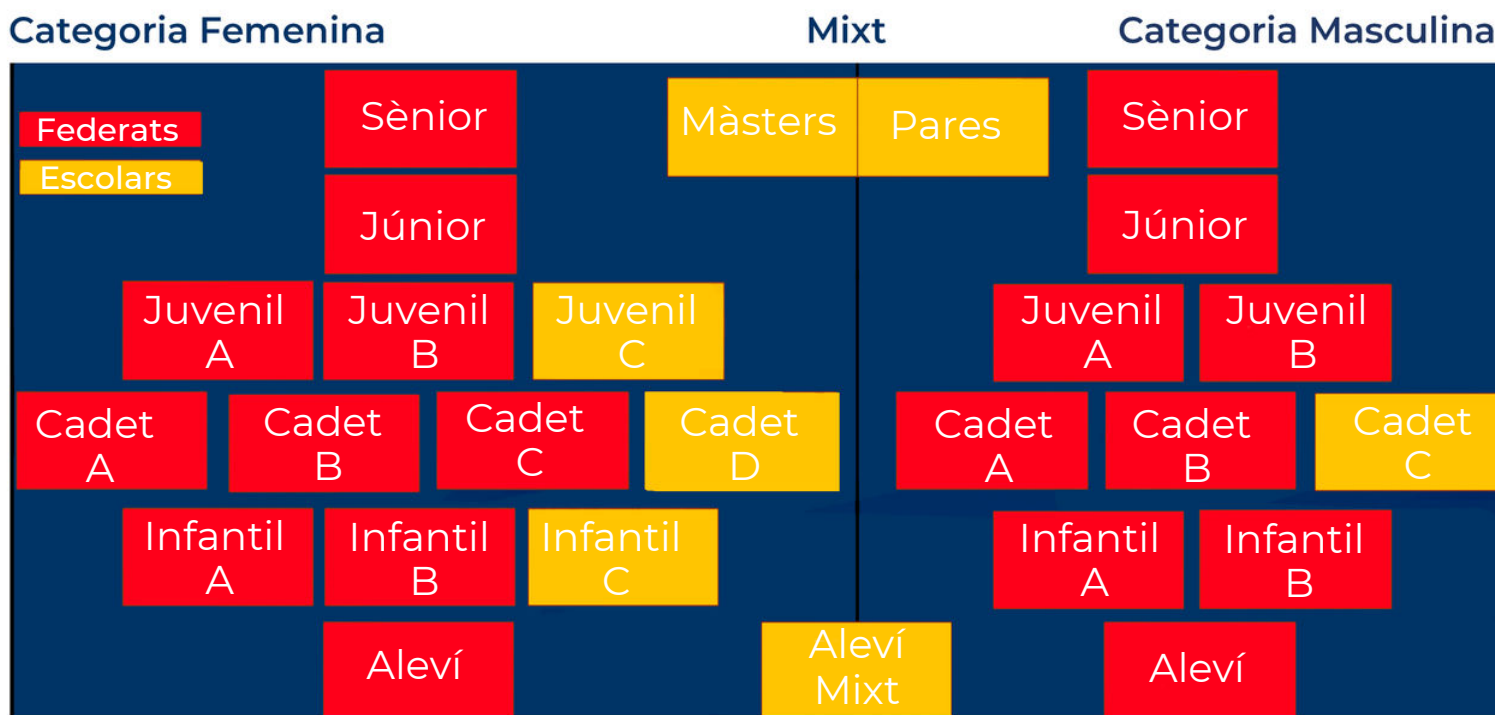 Categoria Femenina
Mixt
Categoria Masculina
Federats
Escolars
Sènior
Màsters
Pares
Sènior
Júnior
Júnior
Juvenil
A
Juvenil
B
Juvenil
C
Juvenil
A
Juvenil
B
Cadet
A
Cadet
B
Cadet
C
Cadet
D
Cadet
A
Cadet
B
Cadet
C
Infantil
A
Infantil
B
Infantil
C
Infantil
A
Infantil
B
Aleví
Aleví
Mixt
Aleví